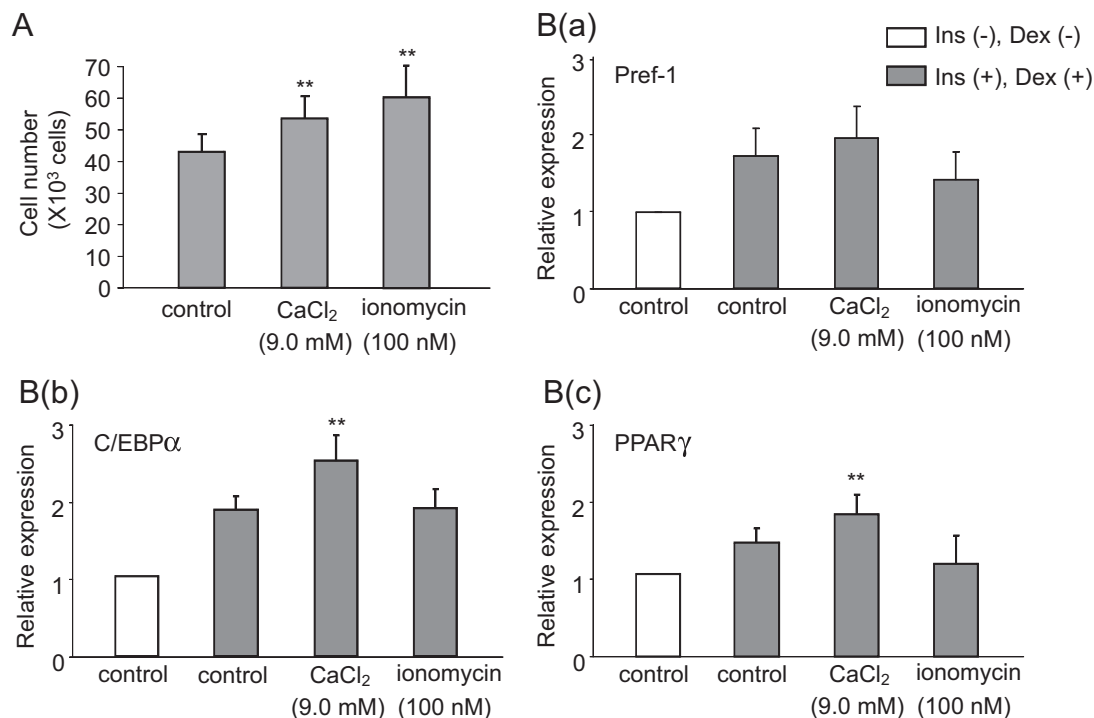 A
Cell number
(X10³ cells)
70
60
50
40
30
20
10
0
**
**
control
CaCl₂
ionomycin
(9.0 mM)
(100 nM)
B(a)
Ins (-), Dex (-)
Ins (+), Dex (+)
Pref-1
Relative expression
3
2
1
0
control
control
CaCl₂
ionomycin
(9.0 mM)
(100 nM)
B(b)
C/EBPα
Relative expression
3
2
1
0
**
control
control
CaCl₂
ionomycin
(9.0 mM)
(100 nM)
B(c)
PPARγ
Relative expression
3
2
1
0
**
control
control
CaCl₂
ionomycin
(9.0 mM)
(100 nM)